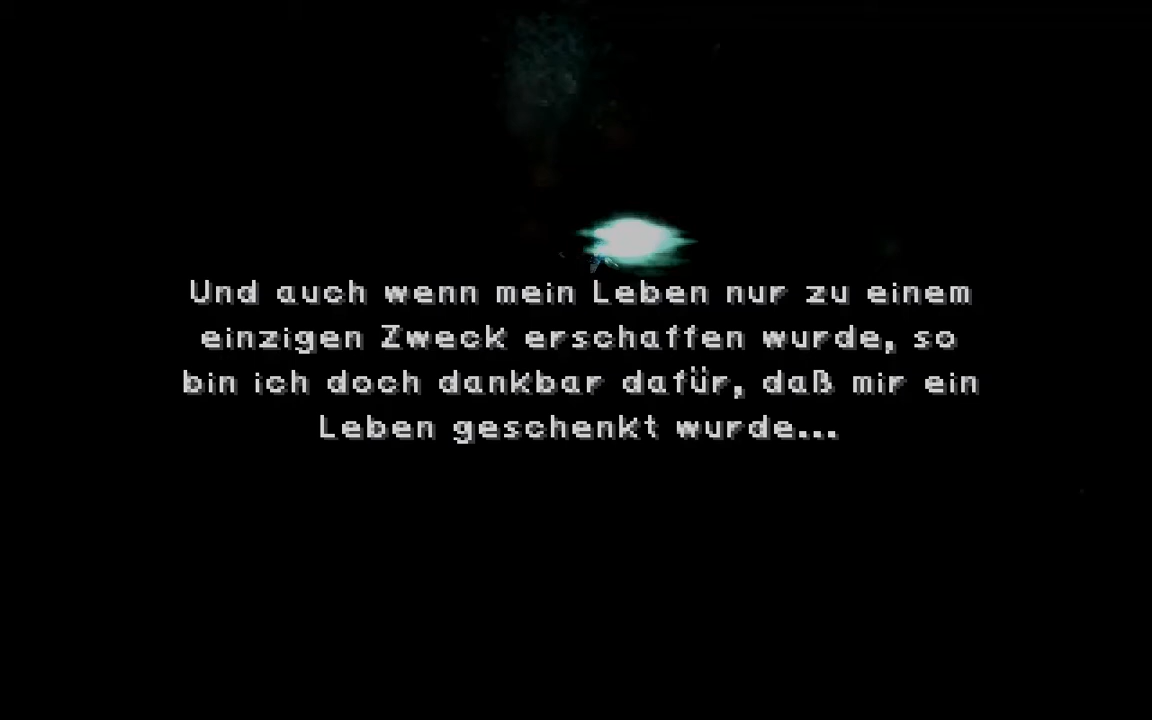 Und auch wenn mein Leben nur zu einem
einzigen Zweck erschaffen wurde, so
bin ich doch dankbar dafür, daß mir ein
Leben geschenkt wurde...